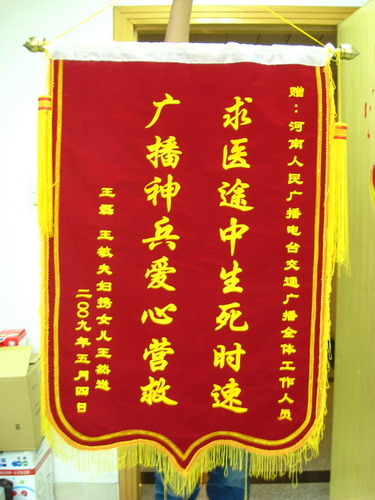 赠：河南人民广播电台交通广播全体工作人员
求医途中生死时速
广播神兵爱心营救
王磊 王敏夫妇携女儿王紫瑄
二〇〇九年五月四日